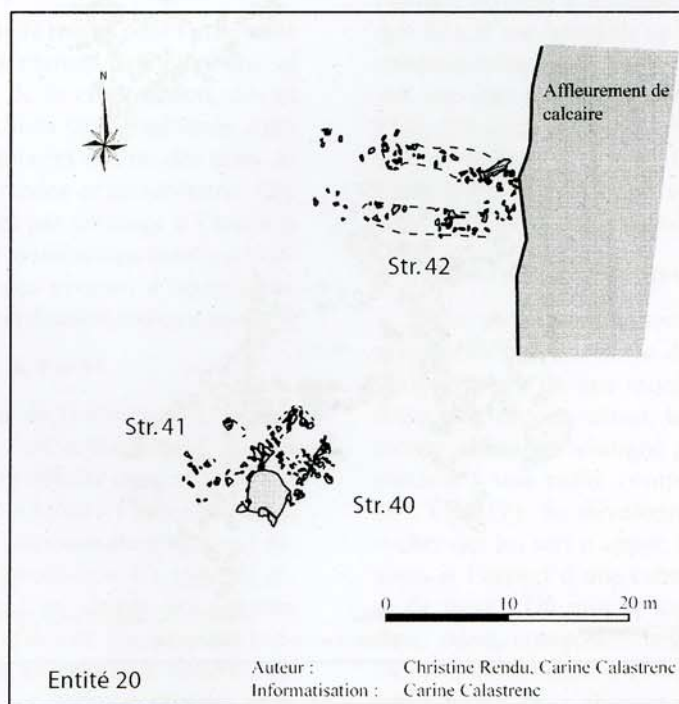 N
Affleurement de
calcaire
Str. 42
Str. 41
Str. 40
0 10 20 m
Entité 20
Auteur : Christine Rendu, Carine Calastrenc
Informatisation : Carine Calastrenc